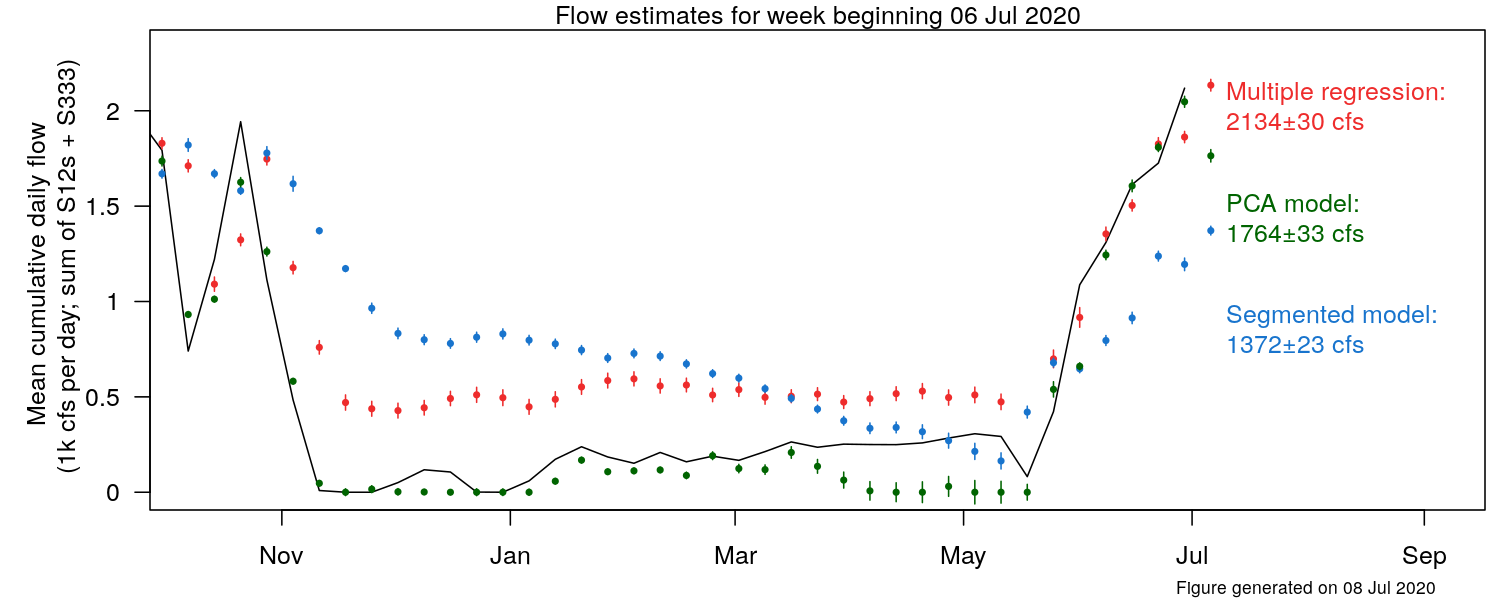 Flow estimates for week beginning 06 Jul 2020
Mean cumulative daily flow
(1k cfs per day; sum of S12s + S333)
2
1.5
1
0.5
0
Multiple regression:
2134±30 cfs
PCA model:
1764±33 cfs
Segmented model:
1372±23 cfs
Nov Jan Mar May Jul Sep
Figure generated on 08 Jul 2020